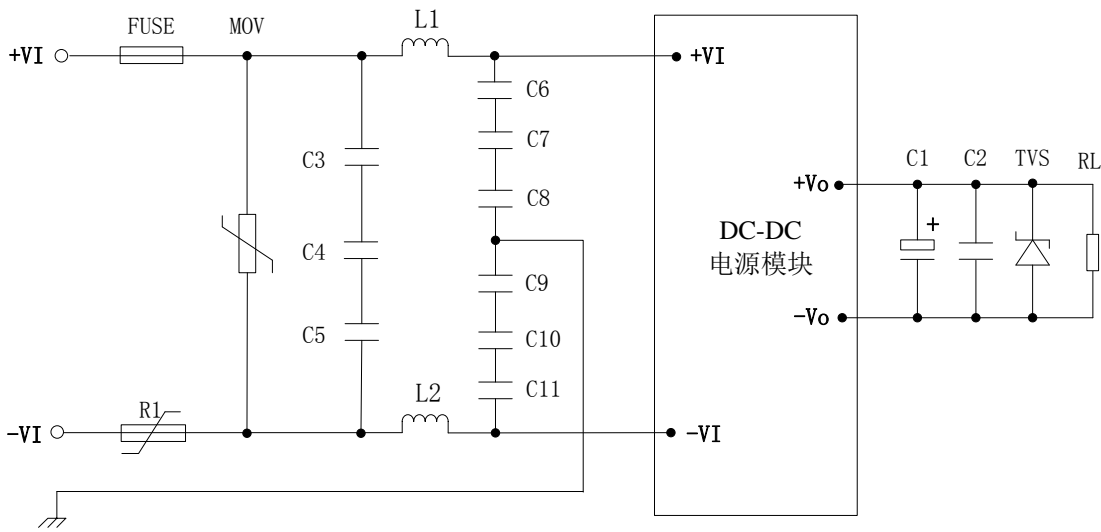 FUSE
MOV
L1
+VI
+VI
C6
C7
C3
C8
C1
C2
TVS
RL
+Vo
+
DC-DC
电源模块
C4
C9
-Vo
C5
C10
C11
L2
R1
-VI
-VI